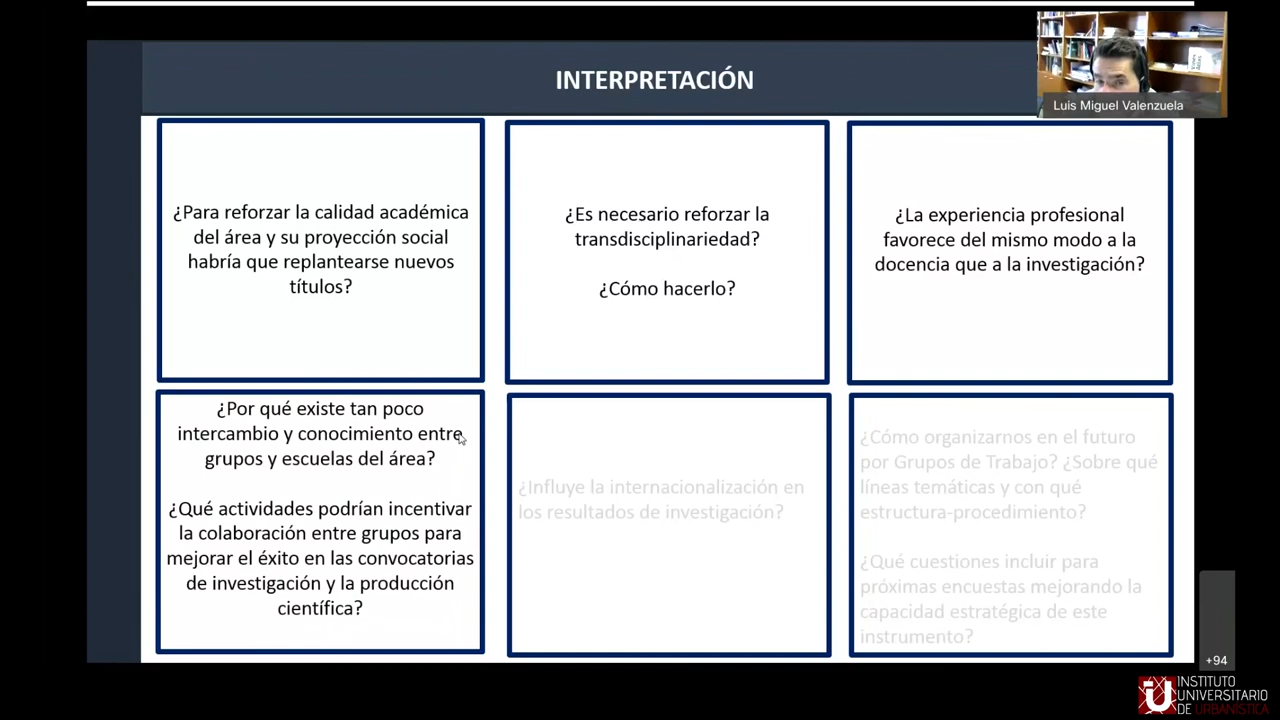 INTERPRETACIÓN
Luis Miguel Valenzuela
¿Para reforzar la calidad académica
del área y su proyección social
habría que replantearse nuevos
títulos?
¿Es necesario reforzar la
transdisciplinariedad?
¿Cómo hacerlo?
¿La experiencia profesional
favorece del mismo modo a la
docencia que a la investigación?
¿Por qué existe tan poco
intercambio y conocimiento entre
grupos y escuelas del área?
¿Qué actividades podrían incentivar
la colaboración entre grupos para
mejorar el éxito en las convocatorias
de investigación y la producción
científica?
¿Influye la internacionalización en
los resultados de investigación?
¿Cómo organizarnos en el futuro
por Grupos de Trabajo? ¿Sobre qué
líneas temáticas y con qué
estructura-procedimiento?
¿Qué cuestiones incluir para
próximas encuestas mejorando la
capacidad estratégica de este
instrumento?
+94
INSTITUTO
UNIVERSITARIO
DE URBANÍSTICA